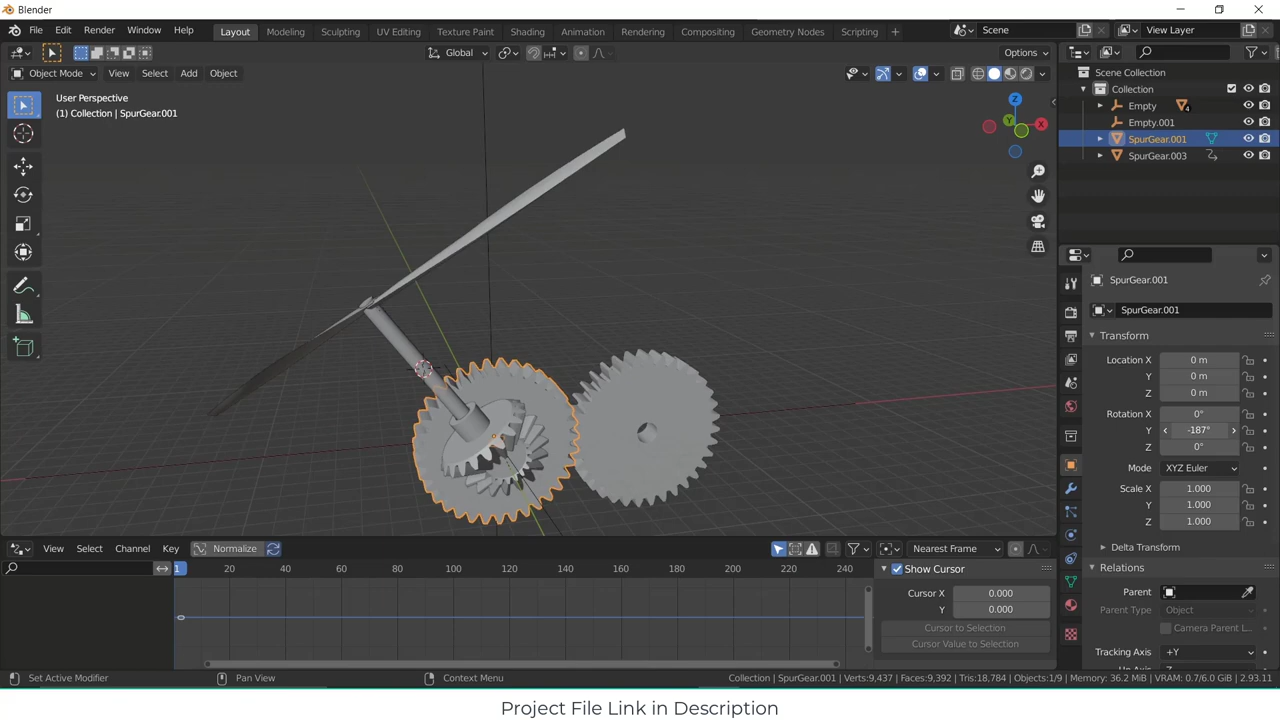 Blender
File Edit Render Window Help Layout Modeling Sculpting UV Editing Texture Paint Shading Animation Rendering Compositing Geometry Nodes Scripting + Scene View Layer
Global Options
Object Mode View Select Add Object
User Perspective
(1) Collection | SpurGear.001
Z
Y
X
Scene Collection
Collection
Empty 4
Empty.001
SpurGear.001
SpurGear.003
SpurGear.001
SpurGear.001
Transform
Location X 0 m
Y 0 m
Z 0 m
Rotation X 0°
Y -187°
Z 0°
Mode XYZ Euler
Scale X 1.000
Y 1.000
Z 1.000
Delta Transform
Relations
Parent
Parent Type Object
Camera Parent L...
Tracking Axis +Y
View Select Channel Key Normalize Nearest Frame
1 20 40 60 80 100 120 140 160 180 200 220 240
Show Cursor
Cursor X 0.000
Y 0.000
Cursor to Selection
Cursor Value to Selection
Set Active Modifier Pan View Context Menu Collection | SpurGear.001 | Verts:9,437 | Faces:9,392 | Tris:18,784 | Objects:1/9 | Memory: 36.2 MiB | VRAM: 0.7/6.0 GiB | 2.93.11
Project File Link in Description